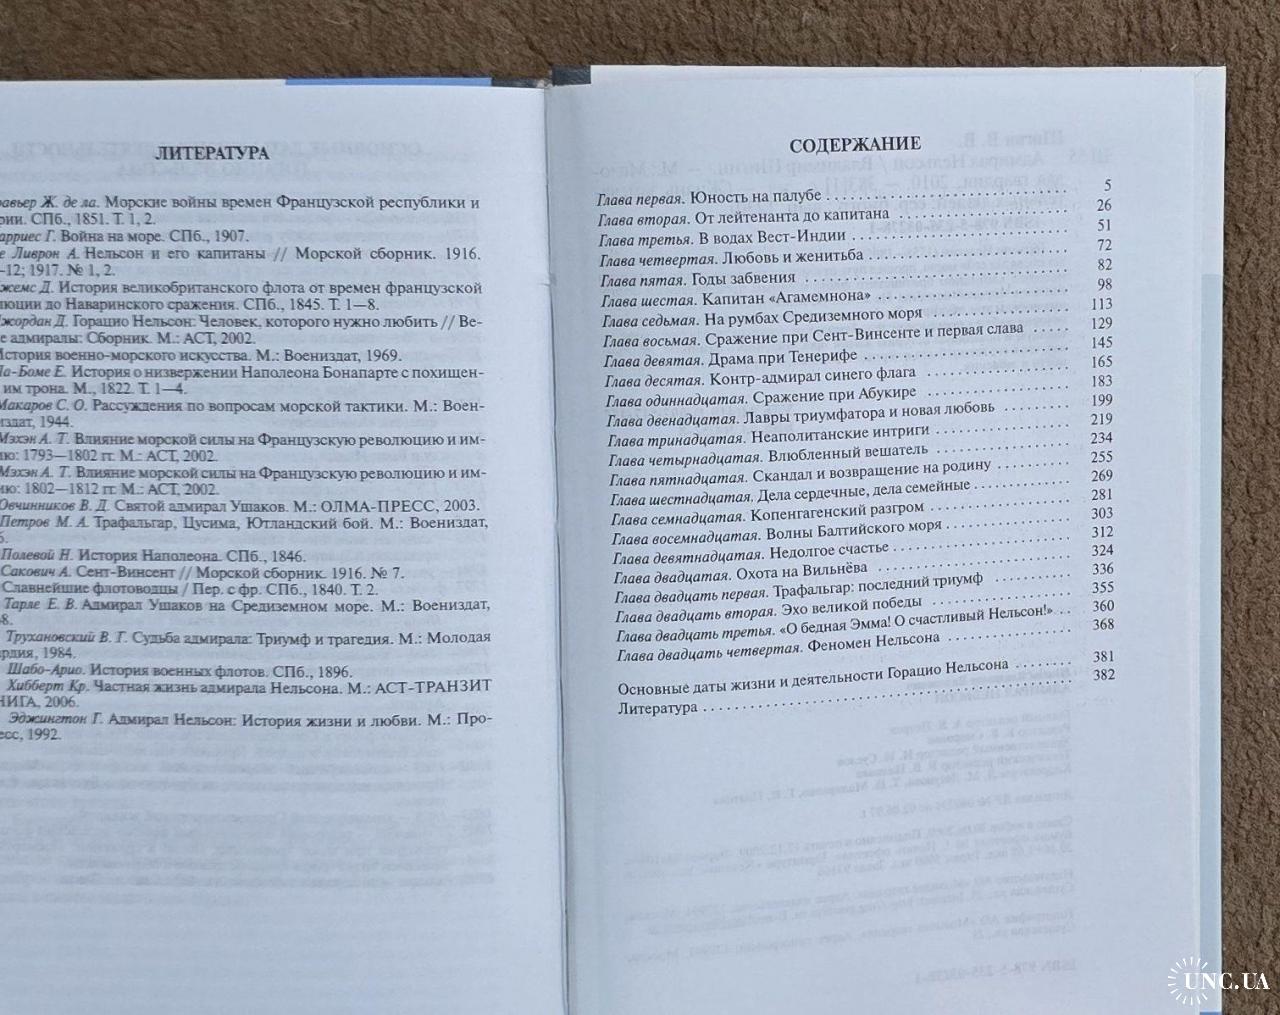 ЛИТЕРАТУРА
Ж. де ла. Морские войны времен Французской республики и
СПб., 1851. Т. 1, 2.
Г. Война на море. СПб., 1907.
Ливрон А. Нельсон и его капитаны // Морской сборник. 1916.
—12; 1917. № 1, 2.
Д. История великобританского флота от времен французской
до Наваринского сражения. СПб., 1845. Т. 1—8.
Д. Горацио Нельсон: Человек, которого нужно любить // Ве-
адмиралы: Сборник. М.: АСТ, 2002.
История военно-морского искусства. М.: Воениздат, 1969.
Ла-Боме Е. История о низвержении Наполеона Бонапарте с похищен-
им трона. М., 1822. Т. 1—4.
Макаров С. О. Рассуждения по вопросам морской тактики. М.: Воен-
издат, 1944.
Мэхэн А. Т. Влияние морской силы на Французскую революцию и им-
1793—1802 гг. М.: АСТ, 2002.
Мэхэн А. Т. Влияние морской силы на Французскую революцию и им-
1802—1812 гг. М.: АСТ, 2002.
Овчинников В. Д. Святой адмирал Ушаков. М.: ОЛМА-ПРЕСС, 2003.
Петров М. А. Трафальгар, Цусима, Ютландский бой. М.: Воениздат,
Полевой Н. История Наполеона. СПб., 1846.
Сакович А. Сент-Винсент // Морской сборник. 1916. № 7.
Славнейшие флотоводцы / Пер. с фр. СПб., 1840. Т. 2.
Тарле Е. В. Адмирал Ушаков на Средиземном море. М.: Воениздат,
Трухановский В. Г. Судьба адмирала: Триумф и трагедия. М.: Молодая
1984.
Шабо-Арно. История военных флотов. СПб., 1896.
Хибберт Кр. Частная жизнь адмирала Нельсона. М.: АСТ-ТРАНЗИТ
2006.
Эджингтон Г. Адмирал Нельсон: История жизни и любви. М.: Про-
1992.
СОДЕРЖАНИЕ
Глава первая. Юность на палубе . . . . . 5
Глава вторая. От лейтенанта до капитана . . . . . 26
Глава третья. В водах Вест-Индии . . . . . 51
Глава четвертая. Любовь и женитьба . . . . . 72
Глава пятая. Годы забвения . . . . . 82
Глава шестая. Капитан «Агамемнона» . . . . . 98
Глава седьмая. На румбах Средиземного моря . . . . . 113
Глава восьмая. Сражение при Сент-Винсенте и первая слава . . . . . 129
Глава девятая. Драма при Тенерифе . . . . . 145
Глава десятая. Контр-адмирал синего флага . . . . . 165
Глава одиннадцатая. Сражение при Абукире . . . . . 183
Глава двенадцатая. Лавры триумфатора и новая любовь . . . . . 199
Глава тринадцатая. Неаполитанские интриги . . . . . 219
Глава четырнадцатая. Влюбленный вешатель . . . . . 234
Глава пятнадцатая. Скандал и возвращение на родину . . . . . 255
Глава шестнадцатая. Дела сердечные, дела семейные . . . . . 269
Глава семнадцатая. Копенгагенский разгром . . . . . 281
Глава восемнадцатая. Волны Балтийского моря . . . . . 303
Глава девятнадцатая. Недолгое счастье . . . . . 312
Глава двадцатая. Охота на Вильнёва . . . . . 324
Глава двадцать первая. Трафальгар: последний триумф . . . . . 336
Глава двадцать вторая. Эхо великой победы . . . . . 355
Глава двадцать третья. «О бедная Эмма! О счастливый Нельсон!» . . 360
Глава двадцать четвертая. Феномен Нельсона . . . . . 368
Основные даты жизни и деятельности Горацио Нельсона . . . . . 381
Литература . . . . . 382
UNC.UA